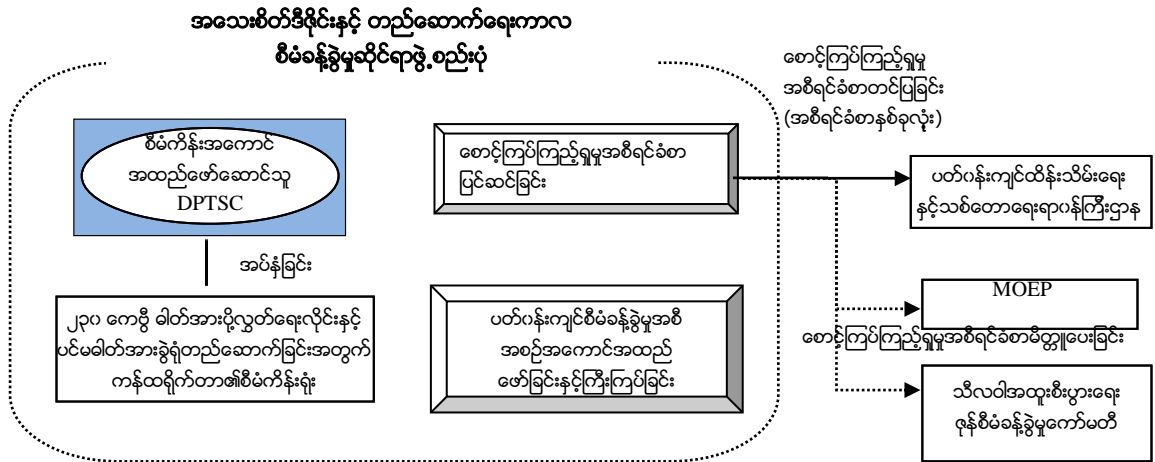 အသေးစိတ်ဒီဇိုင်းနှင့် တည်ဆောက်ရေးကာလ
စီမံခန့်ခွဲမှုဆိုင်ရာဖွဲ့စည်းပုံ
စောင့်ကြပ်ကြည့်ရှုမှု
အစီရင်ခံစာတင်ပြခြင်း
(အစီရင်ခံစာနှစ်ခုလုံး)
စီမံကိန်းအကောင်
အထည်ဖော်ဆောင်သူ
DPTSC
စောင့်ကြပ်ကြည့်ရှုမှုအစီရင်ခံစာ
ပြင်ဆင်ခြင်း
ပတ်ဝန်းကျင်ထိန်းသိမ်းရေး
နှင့်သစ်တောရေးရာဝန်ကြီးဌာန
အပ်နှံခြင်း
၂၃၀ ကေဗွီ ဓါတ်အားပို့လွှတ်ရေးလိုင်းနှင့်
ပင်မဓါတ်အားခွဲရုံတည်ဆောက်ခြင်းအတွက်
ကန်ထရိုက်တာ၏စီမံကိန်းရုံး
ပတ်ဝန်းကျင်စီမံခန့်ခွဲမှုအစီ
အစဉ်အကောင်အထည်
ဖော်ခြင်းနှင့်ကြီးကြပ်ခြင်း
MOEP
စောင့်ကြပ်ကြည့်ရှုမှုအစီရင်ခံစာမိတ္တူပေးခြင်း
သီလဝါအထူးစီးပွားရေး
ဇုန်စီမံခန့်ခွဲမှုကော်မတီ